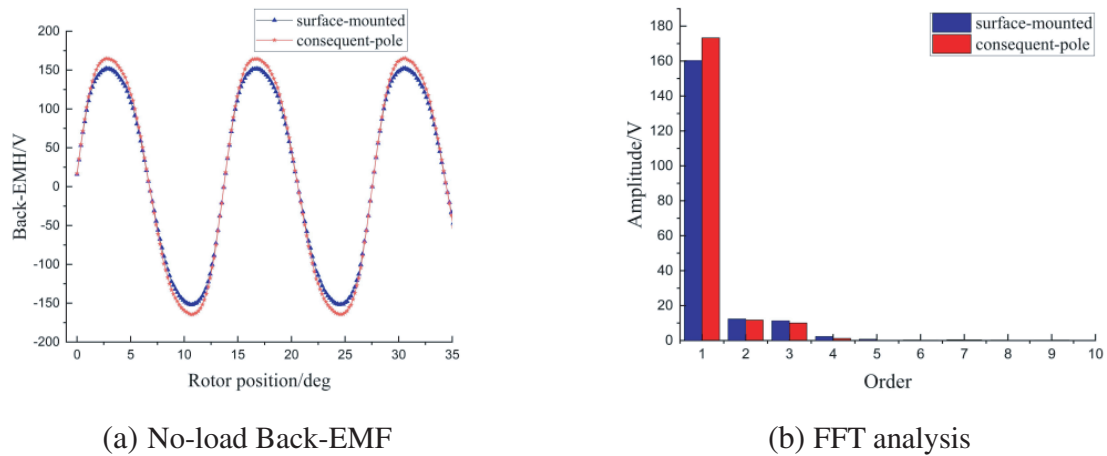 surface-mounted
consequent-pole
200
150
100
50
0
-50
-100
-150
-200
Back-EMH/V
0 5 10 15 20 25 30 35
Rotor position/deg
(a) No-load Back-EMF
surface-mounted
consequent-pole
180
160
140
120
100
80
60
40
20
0
Amplitude/V
1 2 3 4 5 6 7 8 9 10
Order
(b) FFT analysis